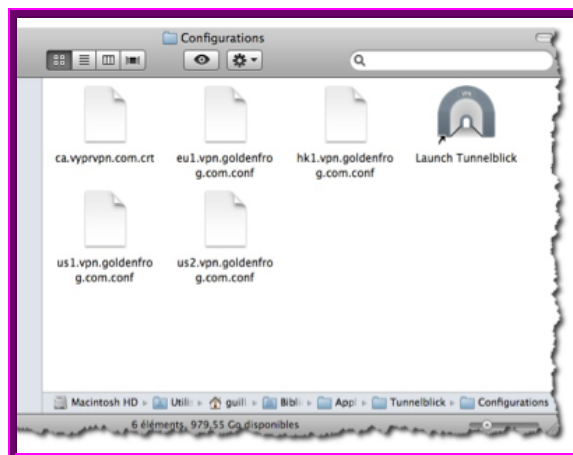 Configurations
ca.vyprvpn.com.crt
eu1.vpn.goldenfro
g.com.conf
hk1.vpn.goldenfro
g.com.conf
Launch Tunnelblick
us1.vpn.goldenfro
g.com.conf
us2.vpn.goldenfro
g.com.conf
Macintosh HD ▸ Utili ▸ guill ▸ Bibli ▸ Appl ▸ Tunnelblick ▸ Configurations
6 éléments, 979,55 Go disponibles